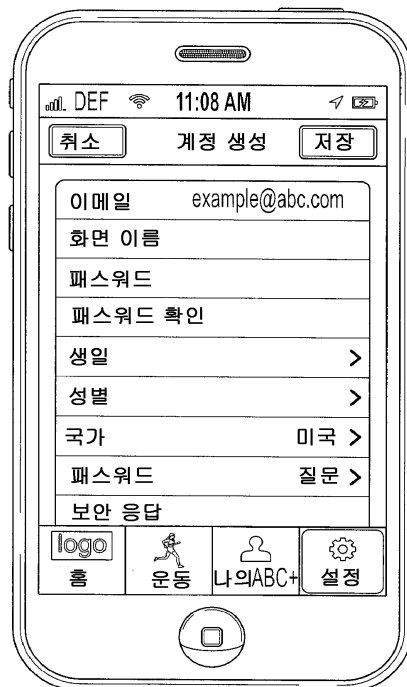 DEF 11:08 AM
취소 계정 생성 저장
이메일 example@abc.com
화면 이름
패스워드
패스워드 확인
생일 >
성별 >
국가 미국 >
패스워드 질문 >
보안 응답
logo
홈 운동 나의ABC+ 설정